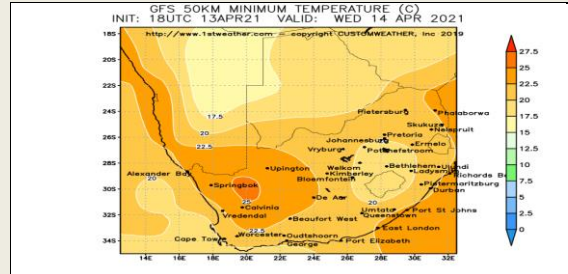 GFS 50KM MINIMUM TEMPERATURE (C)
INIT: 18UTC 13APR21 VALID: WED 14 APR 2021
http://www.1stweather.com — copyright CUSTOMWEATHER, Inc 2019
18S
20S
22S
24S
26S
28S
30S
32S
34S
17.5
20
22.5
Pietersburg
Phalaborwa
Skukuza
Nelspruit
Pretoria
Johannesburg
Ermelo
Potchefstroom
Vryburg
Upington
Welkom
Kimberley
Bloemfontein
Bethlehem
Ulundi
Ladysmith
Richards B
Pietermaritzburg
Durban
Alexander Bay
20
Springbok
25
Calvinia
Vredendal
De Aar
20
Umtata
Port St Johns
Queenstown
Beaufort West
22.5
East London
Cape Town
Worcester
Oudtshoorn
George
Port Elizabeth
14E 16E 18E 20E 22E 24E 26E 28E 30E 32E
27.5
25
22.5
20
17.5
15
12.5
10
7.5
5
2.5
0